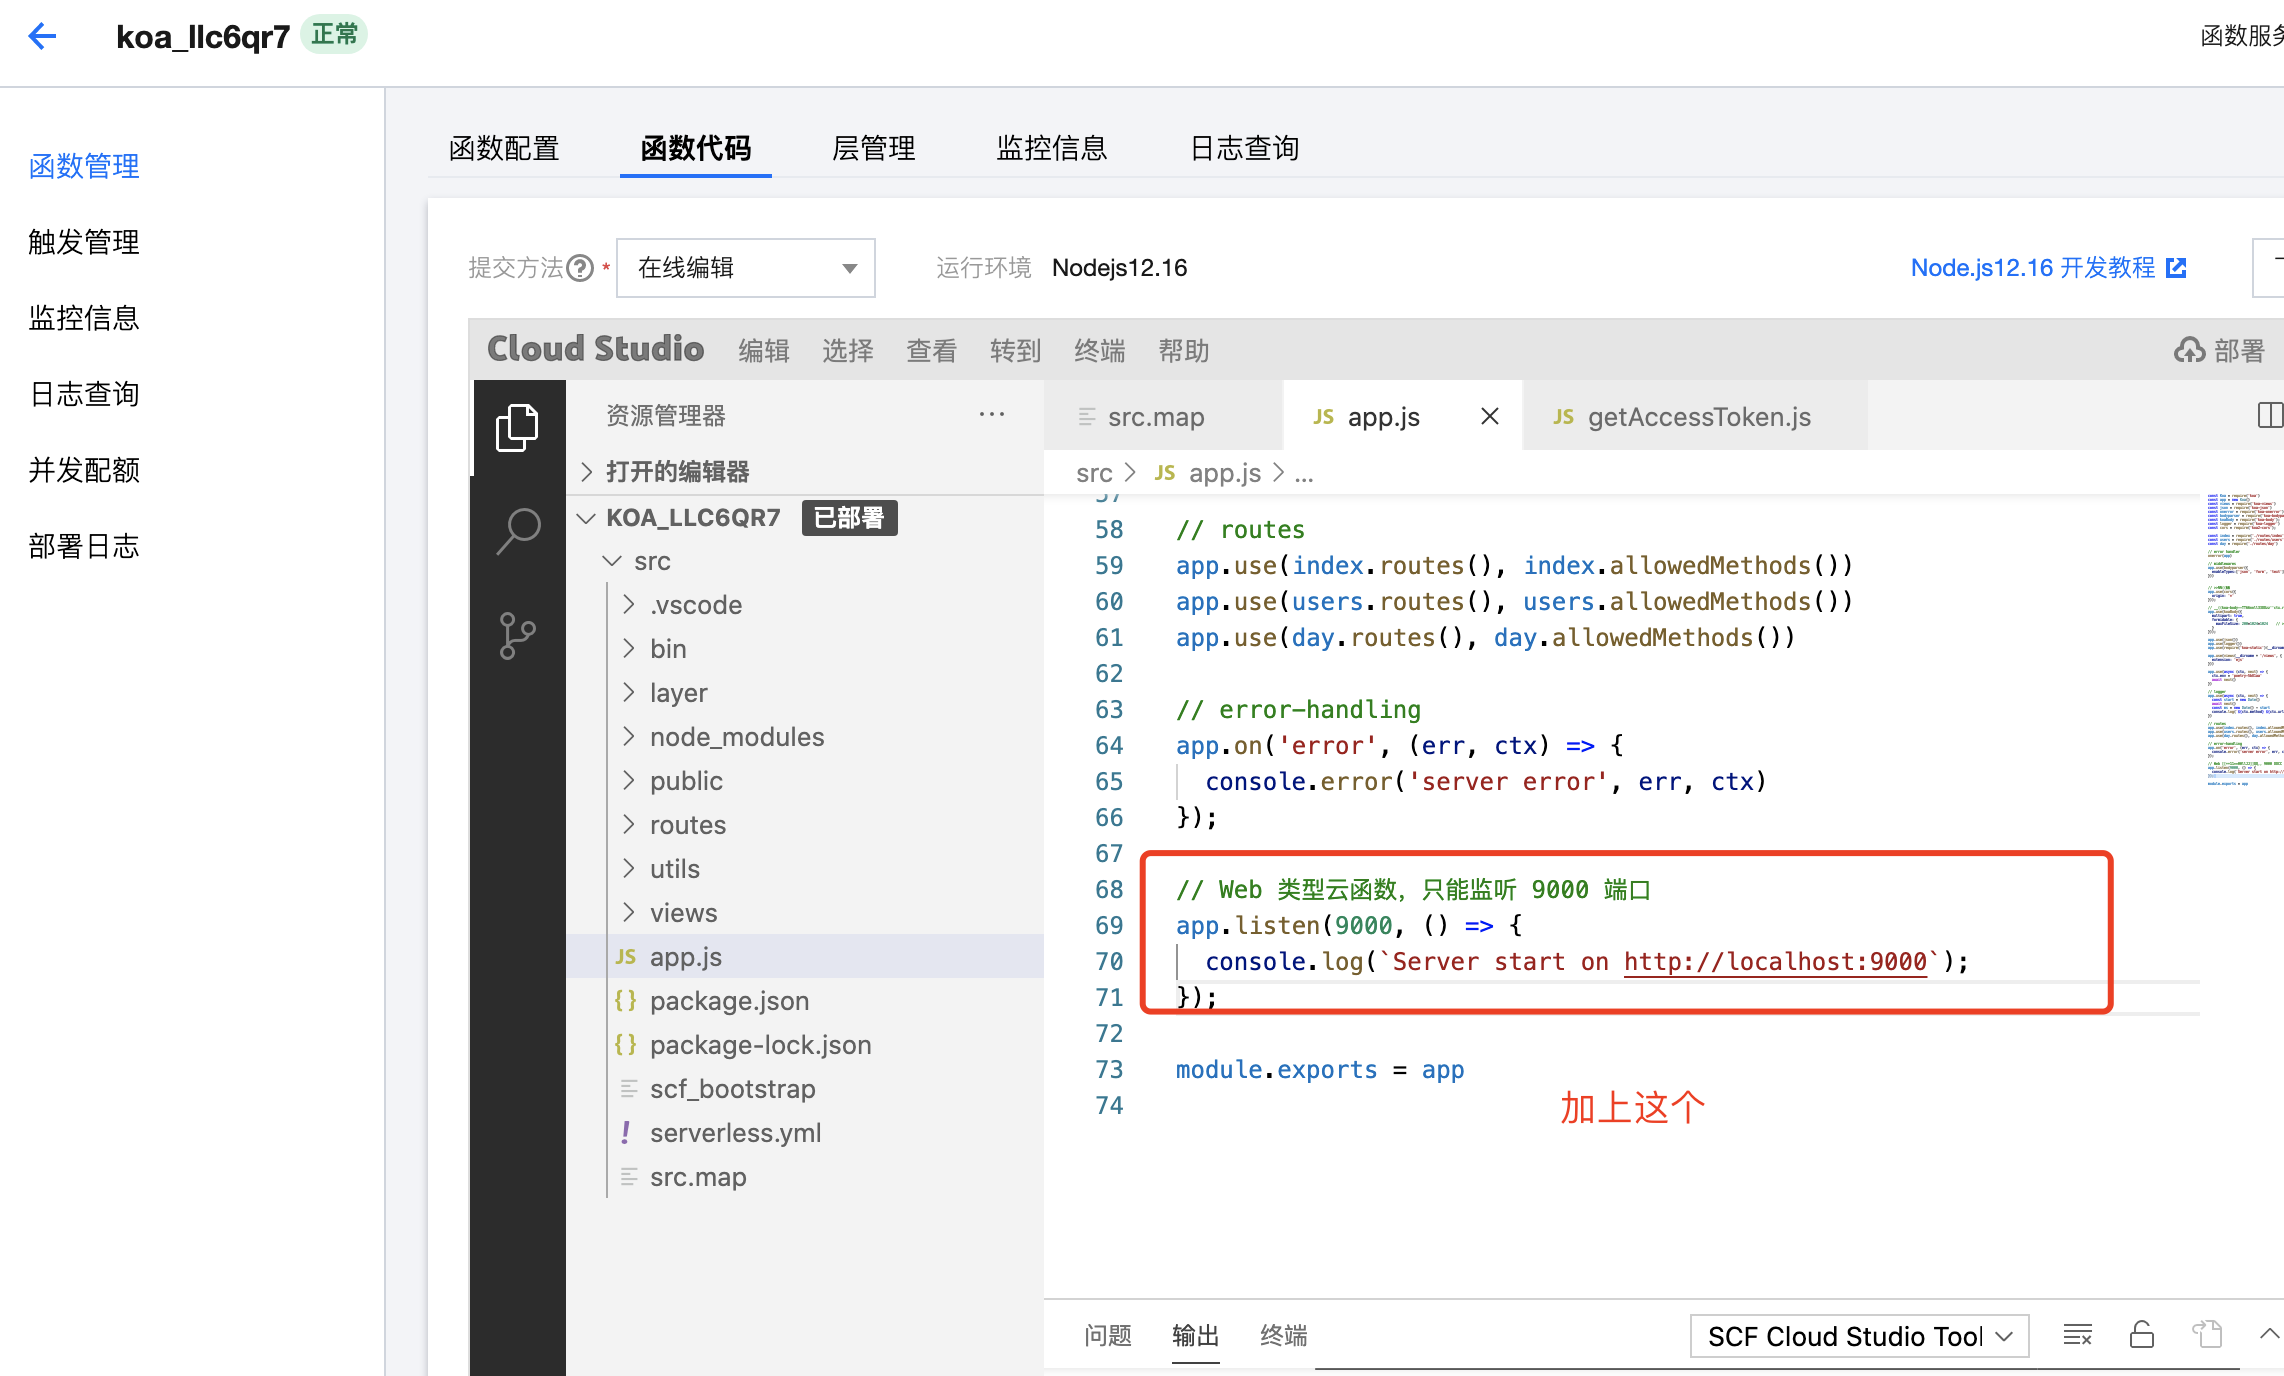 koa_llc6qr7 正常
函数服务
函数管理
触发管理
监控信息
日志查询
并发配额
部署日志
函数配置 函数代码 层管理 监控信息 日志查询
提交方法 * 在线编辑 运行环境 Nodejs12.16 Node.js12.16 开发教程
Cloud Studio 编辑 选择 查看 转到 终端 帮助 部署
资源管理器 ···
打开的编辑器
KOA_LLC6QR7 已部署
src
.vscode
bin
layer
node_modules
public
routes
utils
views
JS app.js
{} package.json
{} package-lock.json
scf_bootstrap
! serverless.yml
src.map
src.map JS app.js JS getAccessToken.js
src > JS app.js > ...
57
58 // routes
59 app.use(index.routes(), index.allowedMethods())
60 app.use(users.routes(), users.allowedMethods())
61 app.use(day.routes(), day.allowedMethods())
62
63 // error-handling
64 app.on('error', (err, ctx) => {
65 console.error('server error', err, ctx)
66 });
67
68 // Web 类型云函数，只能监听 9000 端口
69 app.listen(9000, () => {
70 console.log(`Server start on http://localhost:9000`);
71 });
72
73 module.exports = app
74
加上这个
问题 输出 终端 SCF Cloud Studio Tool